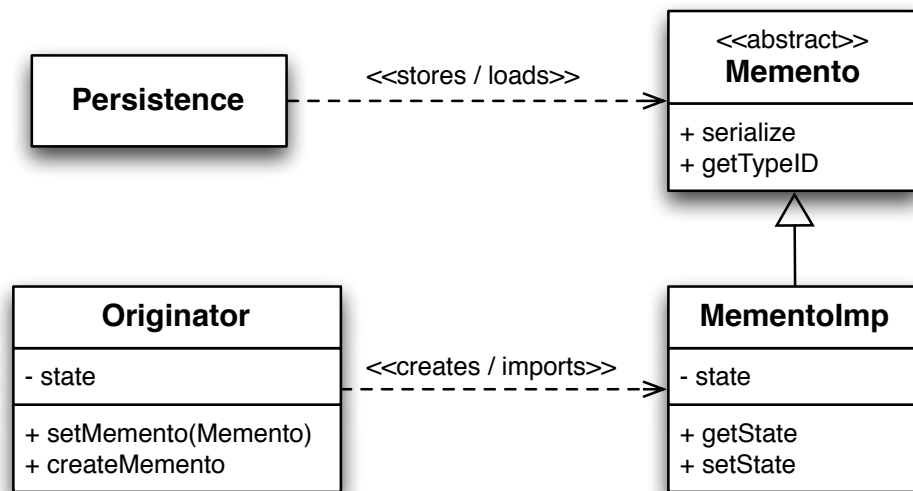 <<abstract>>
Memento
<<stores / loads>>
Persistence
+ serialize
+ getTypeID
Originator
MementoImp
<<creates / imports>>
- state
- state
+ setMemento(Memento)
+ createMemento
+ getState
+ setState